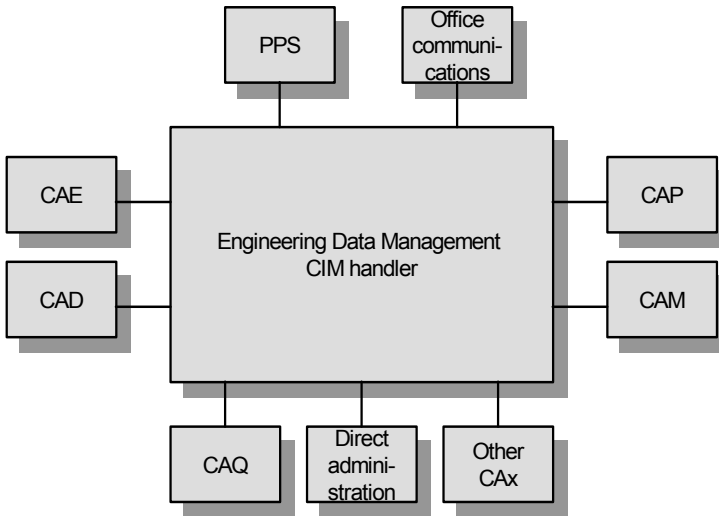 PPS
Office
communi-
cations
CAE
CAP
Engineering Data Management
CIM handler
CAD
CAM
CAQ
Direct
admini-
stration
Other
CAx